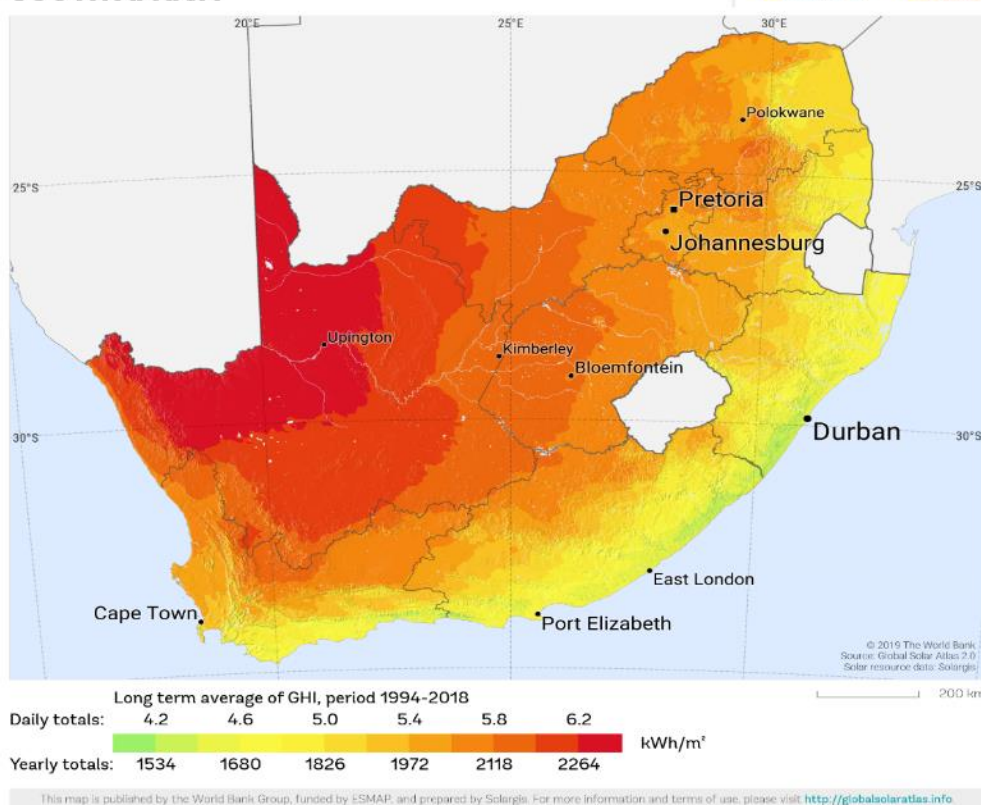 20°E 25°E 30°E
Polokwane
25°S 25°S
Pretoria
Johannesburg
Upington
Kimberley
Bloemfontein
30°S 30°S
Durban
East London
Cape Town
Port Elizabeth
© 2019 The World Bank
Source: Global Solar Atlas 2.0
Solar resource data: Solargis
200 km
Long term average of GHI, period 1994-2018
Daily totals: 4.2 4.6 5.0 5.4 5.8 6.2
kWh/m²
Yearly totals: 1534 1680 1826 1972 2118 2264
This map is published by the World Bank Group, funded by ESMAP, and prepared by Solargis. For more information and terms of use, please visit http://globalsolaratlas.info.